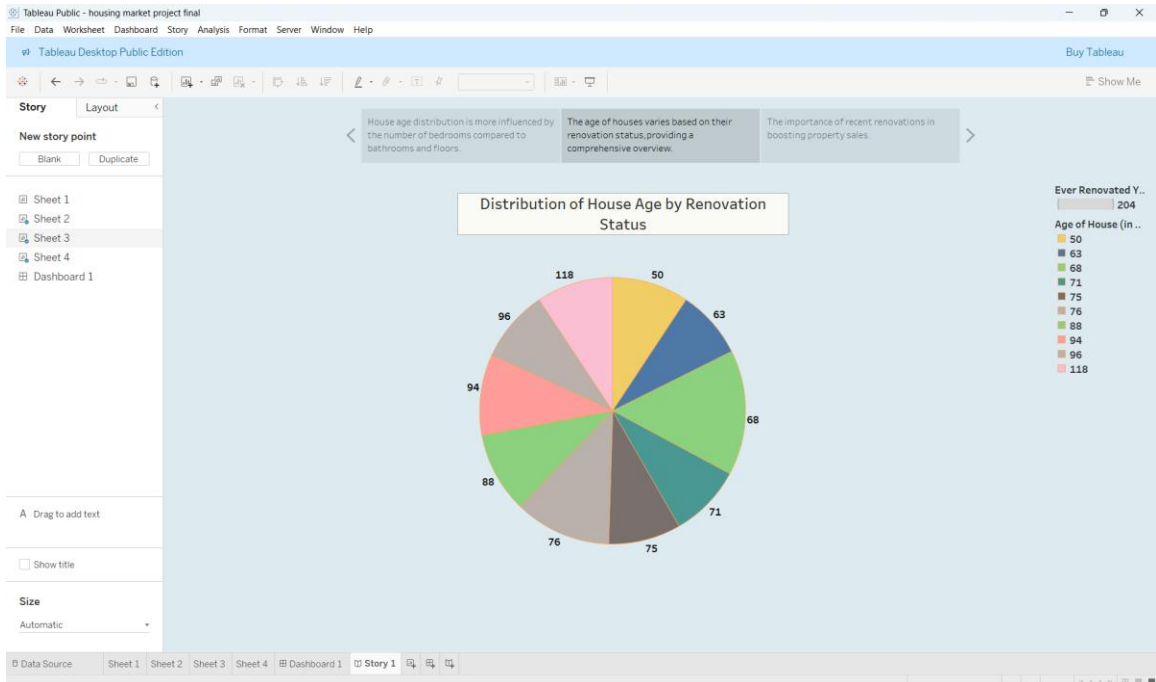 Tableau Public - housing market project final
File Data Worksheet Dashboard Story Analysis Format Server Window Help
Tableau Desktop Public Edition
Buy Tableau
Show Me
Story Layout
New story point
Blank Duplicate
Sheet 1
Sheet 2
Sheet 3
Sheet 4
Dashboard 1
A Drag to add text
Show title
Size
Automatic
House age distribution is more influenced by
the number of bedrooms compared to
bathrooms and floors.
The age of houses varies based on their
renovation status,providing a
comprehensive overview.
The importance of recent renovations in
boosting property sales.
Distribution of House Age by Renovation
Status
118
50
96
63
94
68
88
71
76
75
Ever Renovated Y..
204
Age of House (in ..
50
63
68
71
75
76
88
94
96
118
Data Source Sheet 1 Sheet 2 Sheet 3 Sheet 4 Dashboard 1 Story 1